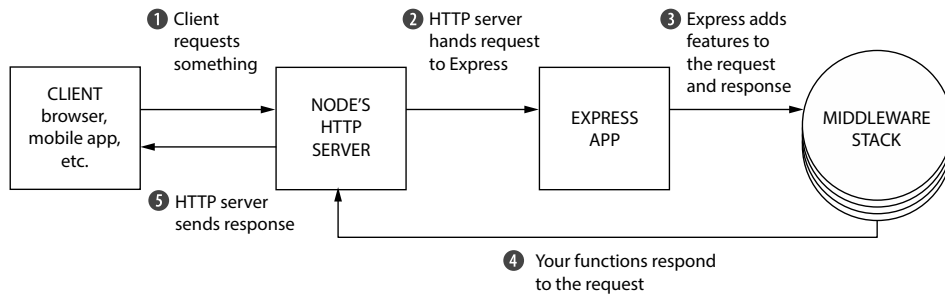 1 Client
requests
something
2 HTTP server
hands request
to Express
3 Express adds
features to
the request
and response
CLIENT
browser,
mobile app,
etc.
NODE'S
HTTP
SERVER
EXPRESS
APP
MIDDLEWARE
STACK
5 HTTP server
sends response
4 Your functions respond
to the request